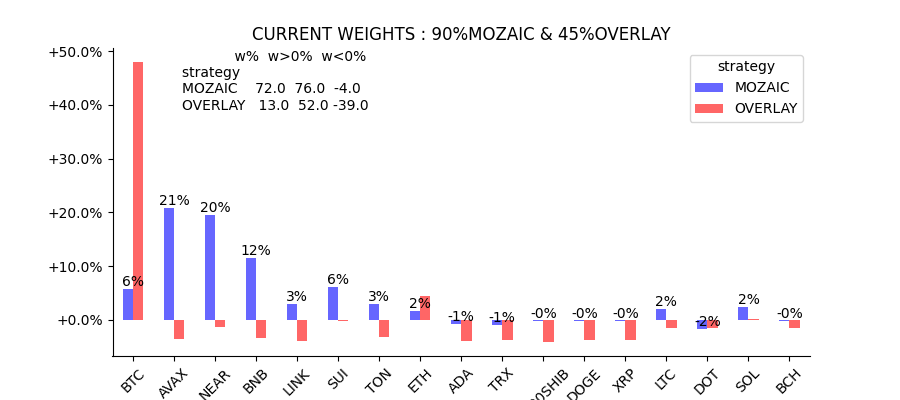 CURRENT WEIGHTS : 90%MOZAIC & 45%OVERLAY
w% w>0% w<0%
strategy
MOZAIC 72.0 76.0 -4.0
OVERLAY 13.0 52.0 -39.0
strategy
MOZAIC
OVERLAY
+50.0%
+40.0%
+30.0%
+20.0%
+10.0%
+0.0%
6% 21% 20% 12% 3% 6% 3% 2% -1% -1% -0% -0% -0% 2% -2% 2% -0%
BTC AVAX NEAR BNB LINK SUI TON ETH ADA TRX 0SHIB DOGE XRP LTC DOT SOL BCH